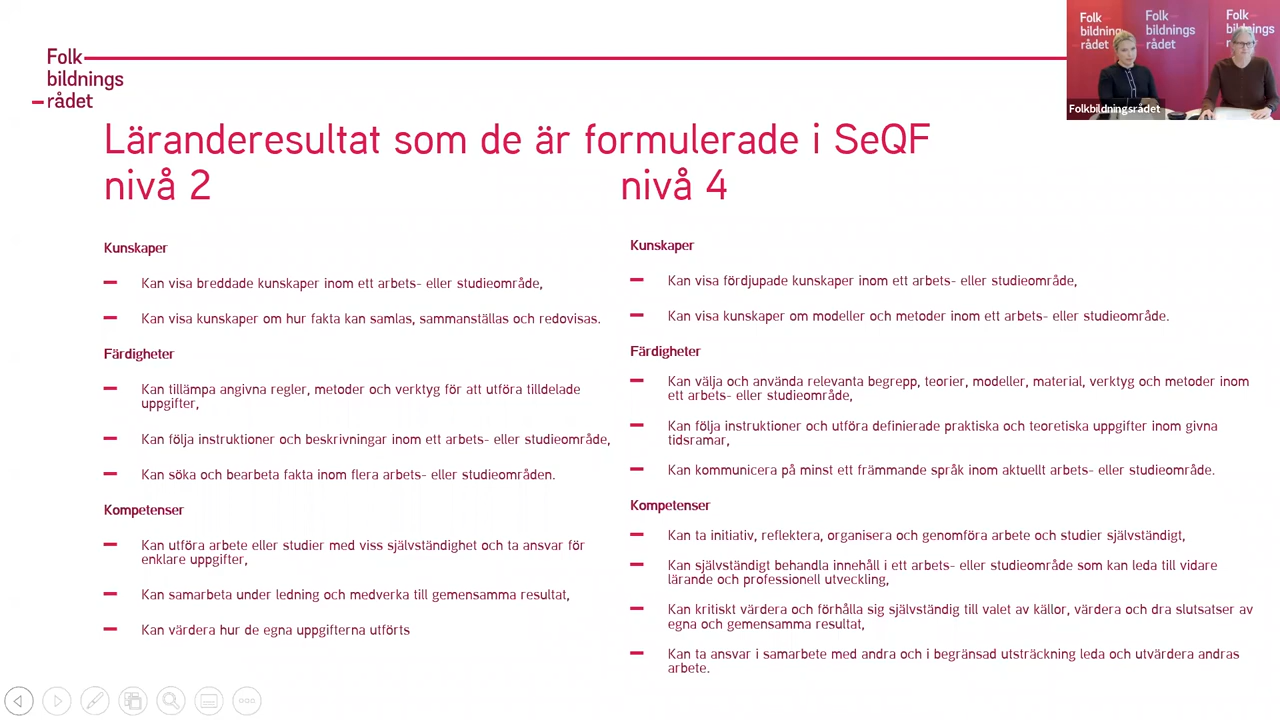 Folk
bildnings
rådet
Läranderesultat som de är formulerade i SeQF
nivå 2
Kunskaper
Kan visa breddade kunskaper inom ett arbets- eller studieområde,
Kan visa kunskaper om hur fakta kan samlas, sammanställas och redovisas.
Färdigheter
Kan tillämpa angivna regler, metoder och verktyg för att utföra tilldelade
uppgifter,
Kan följa instruktioner och beskrivningar inom ett arbets- eller studieområde,
Kan söka och bearbeta fakta inom flera arbets- eller studieområden.
Kompetenser
Kan utföra arbete eller studier med viss självständighet och ta ansvar för
enklare uppgifter,
Kan samarbeta under ledning och medverka till gemensamma resultat,
Kan värdera hur de egna uppgifterna utförts
nivå 4
Kunskaper
Kan visa fördjupade kunskaper inom ett arbets- eller studieområde,
Kan visa kunskaper om modeller och metoder inom ett arbets- eller studieområde.
Färdigheter
Kan välja och använda relevanta begrepp, teorier, modeller, material, verktyg och metoder inom
ett arbets- eller studieområde,
Kan följa instruktioner och utföra definierade praktiska och teoretiska uppgifter inom givna
tidsramar,
Kan kommunicera på minst ett främmande språk inom aktuellt arbets- eller studieområde.
Kompetenser
Kan ta initiativ, reflektera, organisera och genomföra arbete och studier självständigt,
Kan självständigt behandla innehåll i ett arbets- eller studieområde som kan leda till vidare
lärande och professionell utveckling,
Kan kritiskt värdera och förhålla sig självständig till valet av källor, värdera och dra slutsatser av
egna och gemensamma resultat,
Kan ta ansvar i samarbete med andra och i begränsad utsträckning leda och utvärdera andras
arbete.
Folk
bildning
rådet
Folk
bildnings
rådet
Folk
bildnings
Folkbildningsrådet